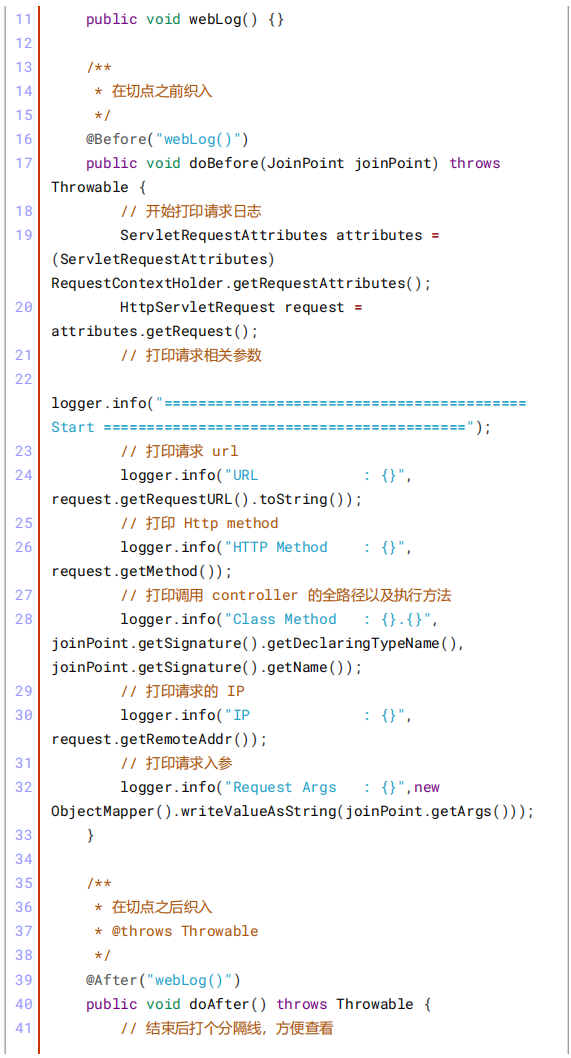 11 public void webLog() {}
12
13 /**
14 * 在切点之前织入
15 */
16 @Before("webLog()")
17 public void doBefore(JoinPoint joinPoint) throws
Throwable {
18 // 开始打印请求日志
19 ServletRequestAttributes attributes =
(ServletRequestAttributes)
RequestContextHolder.getRequestAttributes();
20 HttpServletRequest request =
attributes.getRequest();
21 // 打印请求相关参数
22
logger.info("==========================================
Start ==========================================");
23 // 打印请求 url
24 logger.info("URL            : {}",
request.getRequestURL().toString());
25 // 打印 Http method
26 logger.info("HTTP Method    : {}",
request.getMethod());
27 // 打印调用 controller 的全路径以及执行方法
28 logger.info("Class Method   : {}.{}",
joinPoint.getSignature().getDeclaringTypeName(),
joinPoint.getSignature().getName());
29 // 打印请求的 IP
30 logger.info("IP             : {}",
request.getRemoteAddr());
31 // 打印请求入参
32 logger.info("Request Args   : {}",new
ObjectMapper().writeValueAsString(joinPoint.getArgs()));
33 }
34
35 /**
36 * 在切点之后织入
37 * @throws Throwable
38 */
39 @After("webLog()")
40 public void doAfter() throws Throwable {
41 // 结束后打个分隔线，方便查看